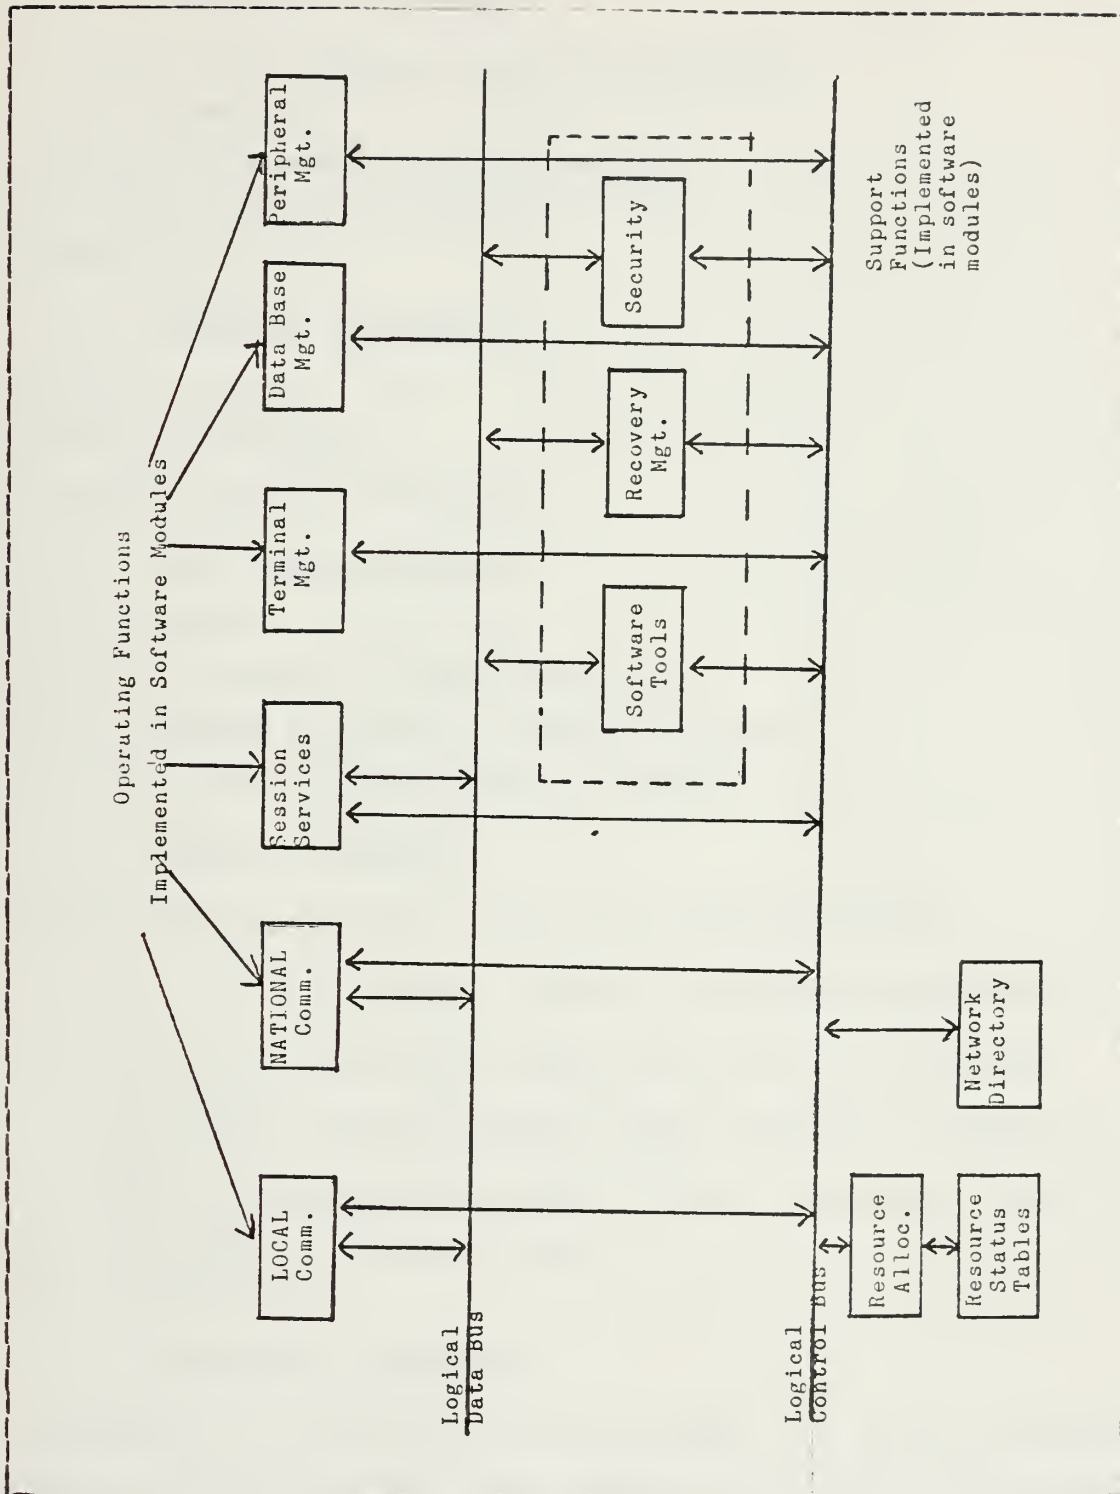 Operating Functions
Implemented in Software Modules
LOCAL
Comm.
NATIONAL
Comm.
Session
Services
Terminal
Mgt.
Data Base
Mgt.
Peripheral
Mgt.
Logical
Data Bus
Software
Tools
Recovery
Mgt.
Security
Logical
Control Bus
Resource
Alloc.
Resource
Status
Tables
Network
Directory
Support
Functions
(Implemented
in software
modules)